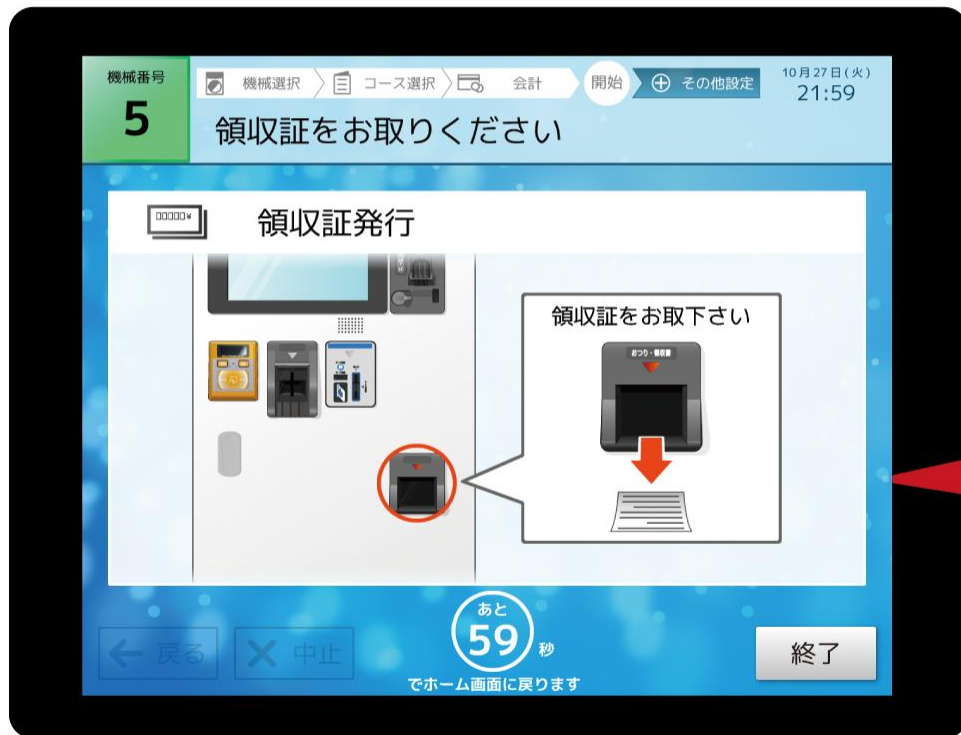 機械番号
5
機械選択
コース選択
会計
開始
その他設定
10月27日(火)
21:59
領収証をお取りください
領収証発行
領収証をお取下さい
おつり・領収書
あと
59 秒
でホーム画面に戻ります
戻る
中止
終了